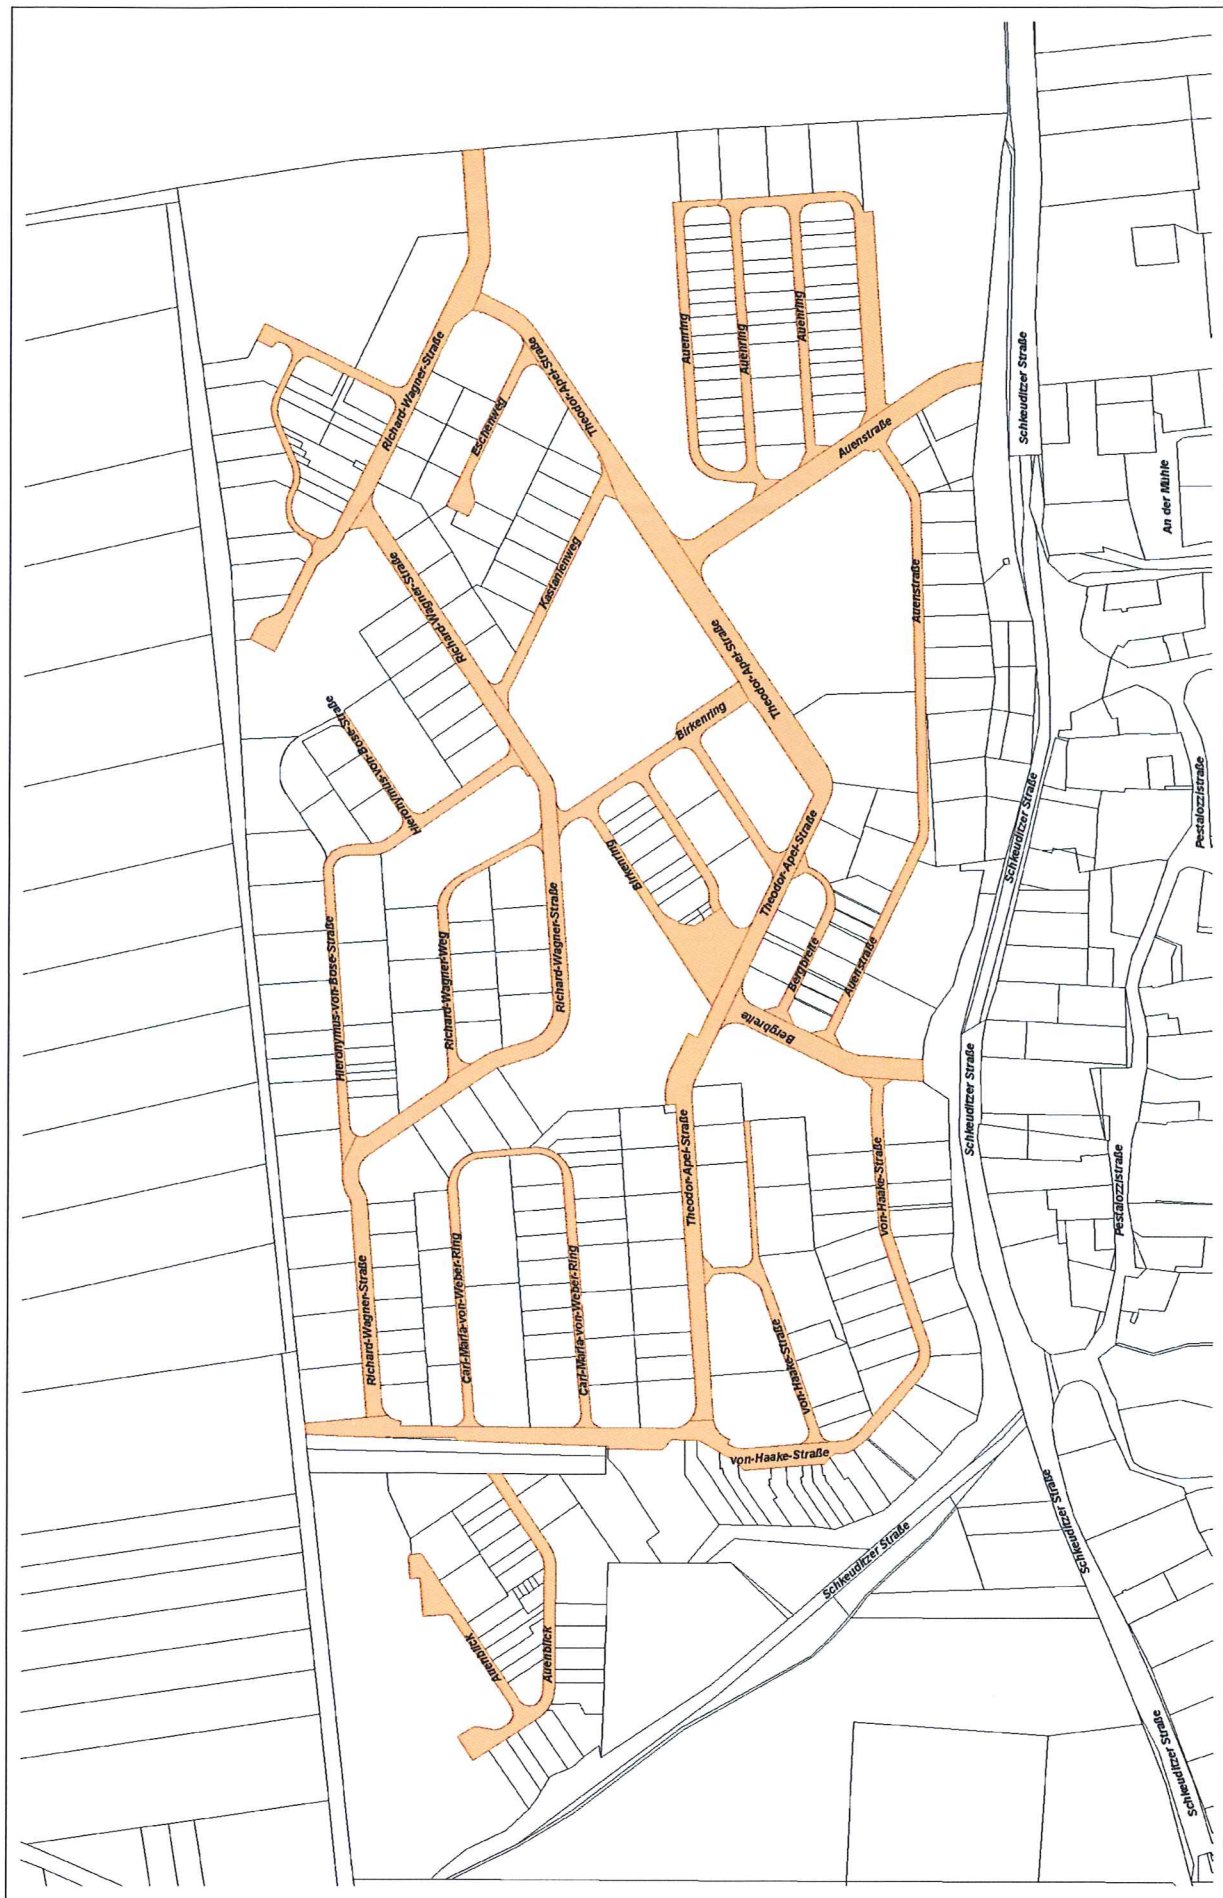 Richard-Wagner-Straße
Theodor-Apel-Straße
Eschenweg
Auenring
Auenring
Auenring
Schkeuditzer Straße
Auenstraße
An der Mühle
Kastanienweg
Richard-Wagner-Straße
Auenstraße
Hieronymus-von-Bose-Straße
Birkenring
Theodor-Apel-Straße
Pestalozzistraße
Schkeuditzer Straße
Birkenring
Theodor-Apel-Straße
Hieronymus-von-Bose-Straße
Richard-Wagner-Weg
Richard-Wagner-Straße
Bergbreite
Auenstraße
Bergbreite
Schkeuditzer Straße
Theodor-Apel-Straße
von-Haake-Straße
Pestalozzistraße
Richard-Wagner-Straße
Carl-Maria-von-Weber-Ring
Carl-Maria-von-Weber-Ring
von-Haake-Straße
von-Haake-Straße
Schkeuditzer Straße
Schkeuditzer Straße
Auenblick
Auenblick
Schkeuditzer Straße